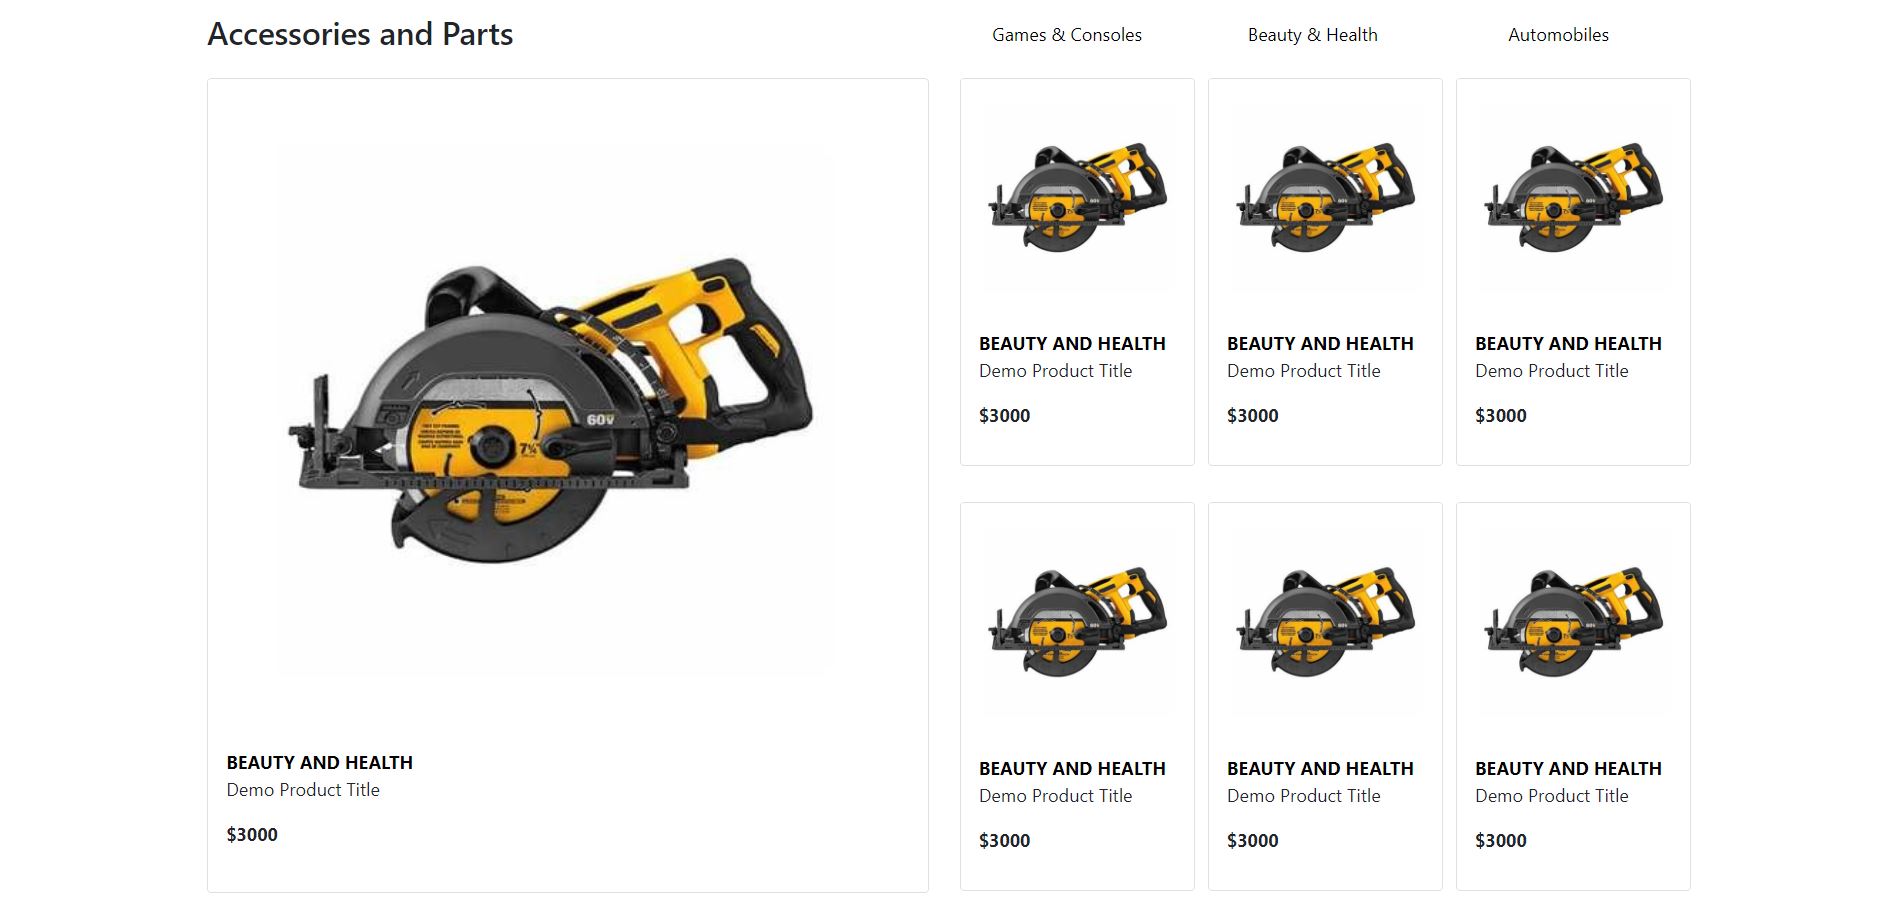 Accessories and Parts
Games & Consoles
Beauty & Health
Automobiles
60V
7¼"
BEAUTY AND HEALTH
Demo Product Title
$3000
BEAUTY AND HEALTH
Demo Product Title
$3000
BEAUTY AND HEALTH
Demo Product Title
$3000
BEAUTY AND HEALTH
Demo Product Title
$3000
BEAUTY AND HEALTH
Demo Product Title
$3000
BEAUTY AND HEALTH
Demo Product Title
$3000
BEAUTY AND HEALTH
Demo Product Title
$3000